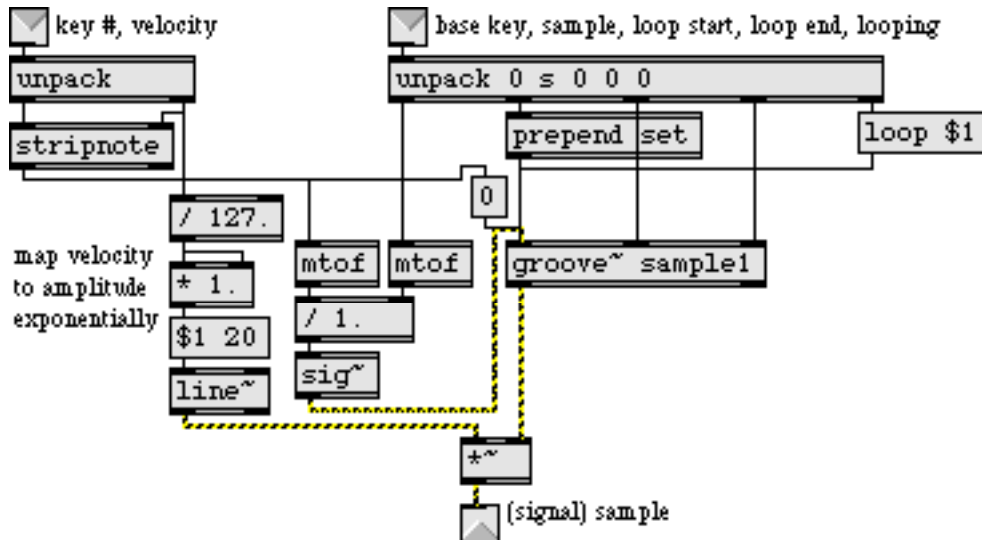 key #, velocity
base key, sample, loop start, loop end, looping
unpack
unpack 0 s 0 0 0
stripnote
prepend set
loop $1
0
/ 127.
map velocity
to amplitude
exponentially
mtof
mtof
groove~ sample1
* 1.
/ 1.
$1 20
sig~
line~
*~
(signal) sample